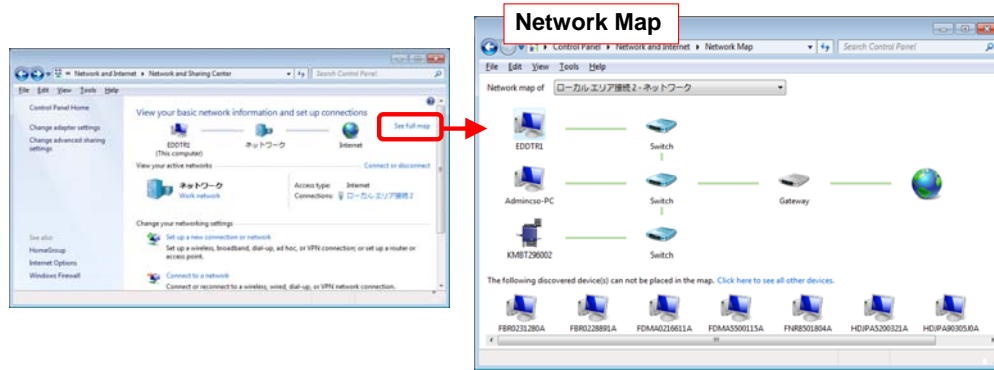 Network Map
Network and Internet ▸ Network and Sharing Center
Search Control Panel
File Edit View Tools Help
Control Panel Home
Change adapter settings
Change advanced sharing
settings
See also
HomeGroup
Internet Options
Windows Firewall
View your basic network information and set up connections
See full map
EDDTR1
(This computer)
ネットワーク
Internet
View your active networks
Connect or disconnect
ネットワーク
Work network
Access type: Internet
Connections: ローカル エリア接続 2
Change your networking settings
Set up a new connection or network
Set up a wireless, broadband, dial-up, ad hoc, or VPN connection; or set up a router or
access point.
Connect to a network
Connect or reconnect to a wireless, wired, dial-up, or VPN network connection.
Control Panel ▸ Network and Internet ▸ Network Map
Search Control Panel
File Edit View Tools Help
Network map of ローカル エリア接続 2 - ネットワーク
EDDTR1
Switch
Admincso-PC
Switch
Gateway
KMBT296002
Switch
The following discovered device(s) can not be placed in the map. Click here to see all other devices.
FBR0231280A FBR0228891A FDMA0216611A FDMA5500115A FNR8501804A HDJPA5200321A HDJPA90305J0A